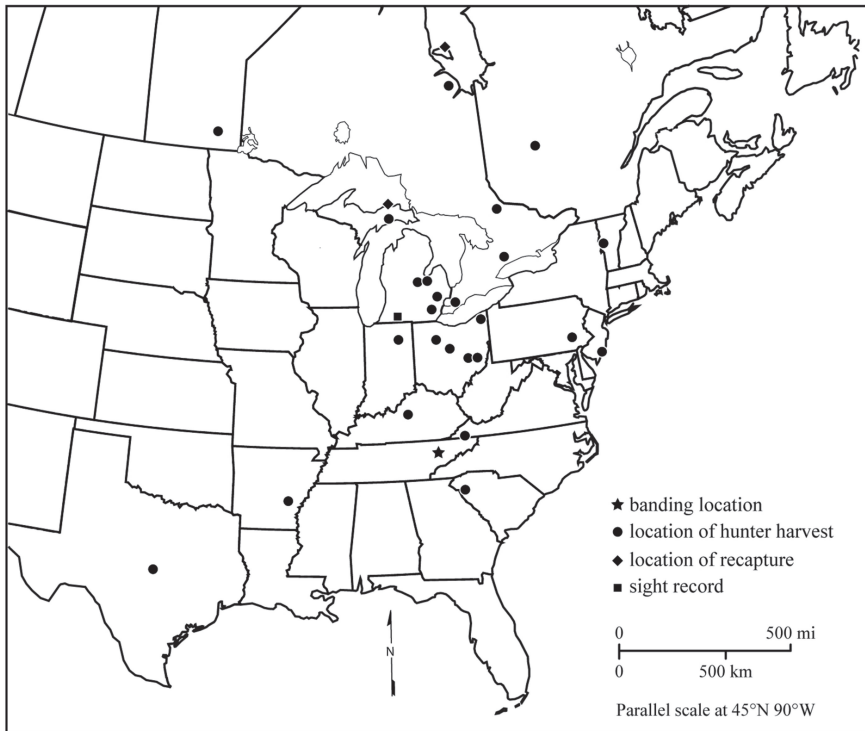 banding location
location of hunter harvest
location of recapture
sight record
0 500 mi
0 500 km
N
Parallel scale at 45°N 90°W